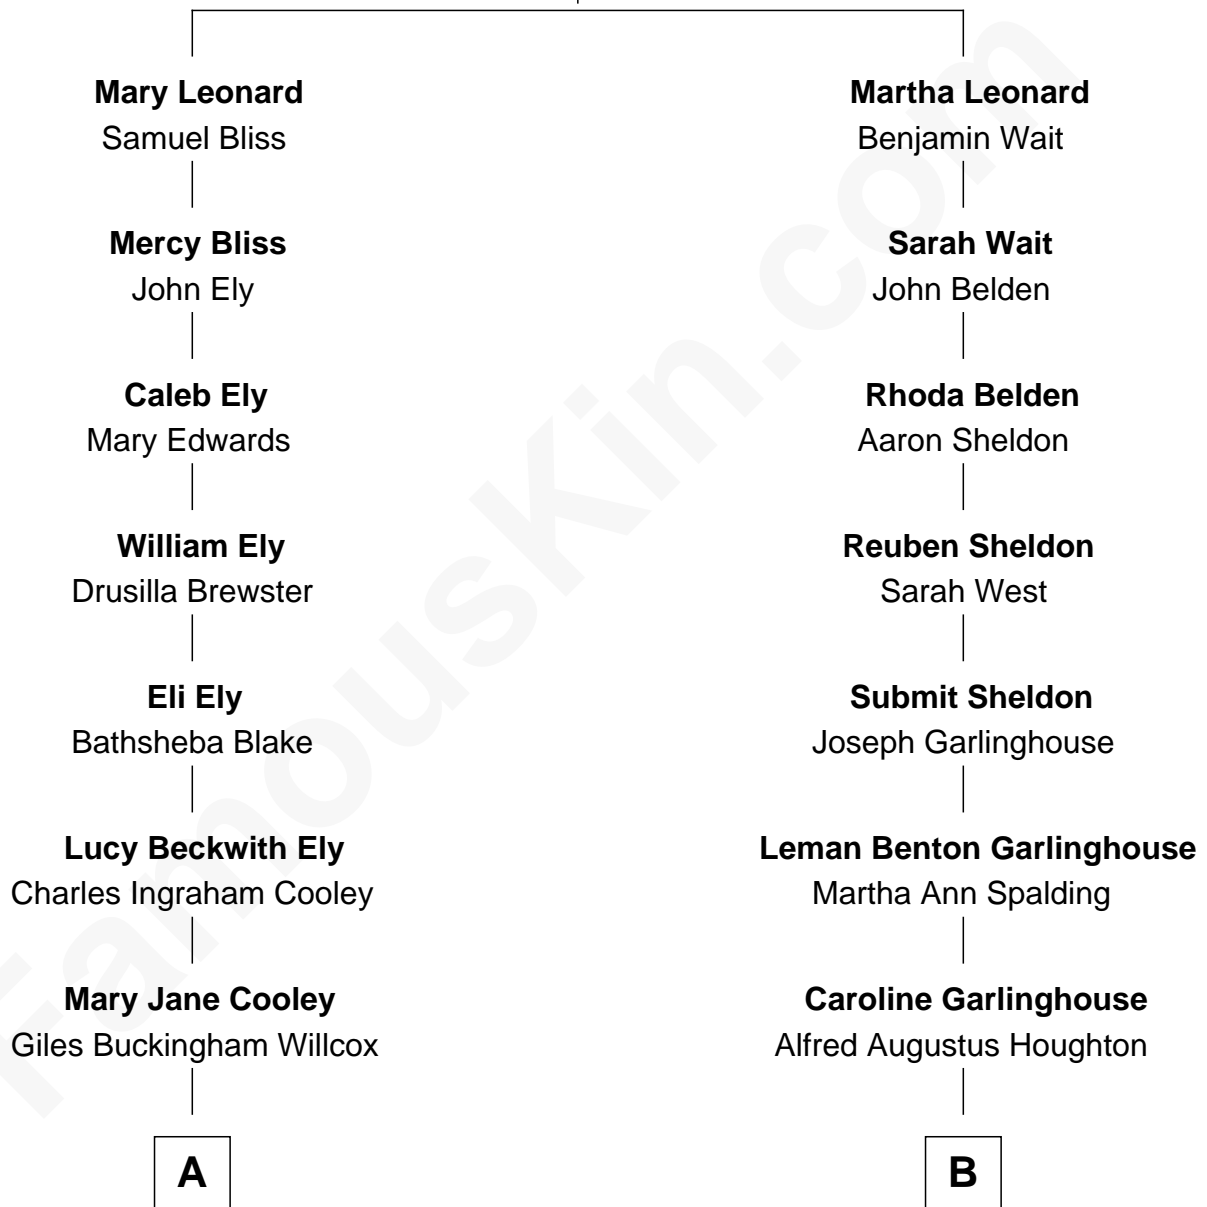 Mary Leonard
Samuel Bliss
Mercy Bliss
John Ely
Caleb Ely
Mary Edwards
William Ely
Drusilla Brewster
Eli Ely
Bathsheba Blake
Lucy Beckwith Ely
Charles Ingraham Cooley
Mary Jane Cooley
Giles Buckingham Willcox
A
Martha Leonard
Benjamin Wait
Sarah Wait
John Belden
Rhoda Belden
Aaron Sheldon
Reuben Sheldon
Sarah West
Submit Sheldon
Joseph Garlinghouse
Leman Benton Garlinghouse
Martha Ann Spalding
Caroline Garlinghouse
Alfred Augustus Houghton
B
FamousKin.com